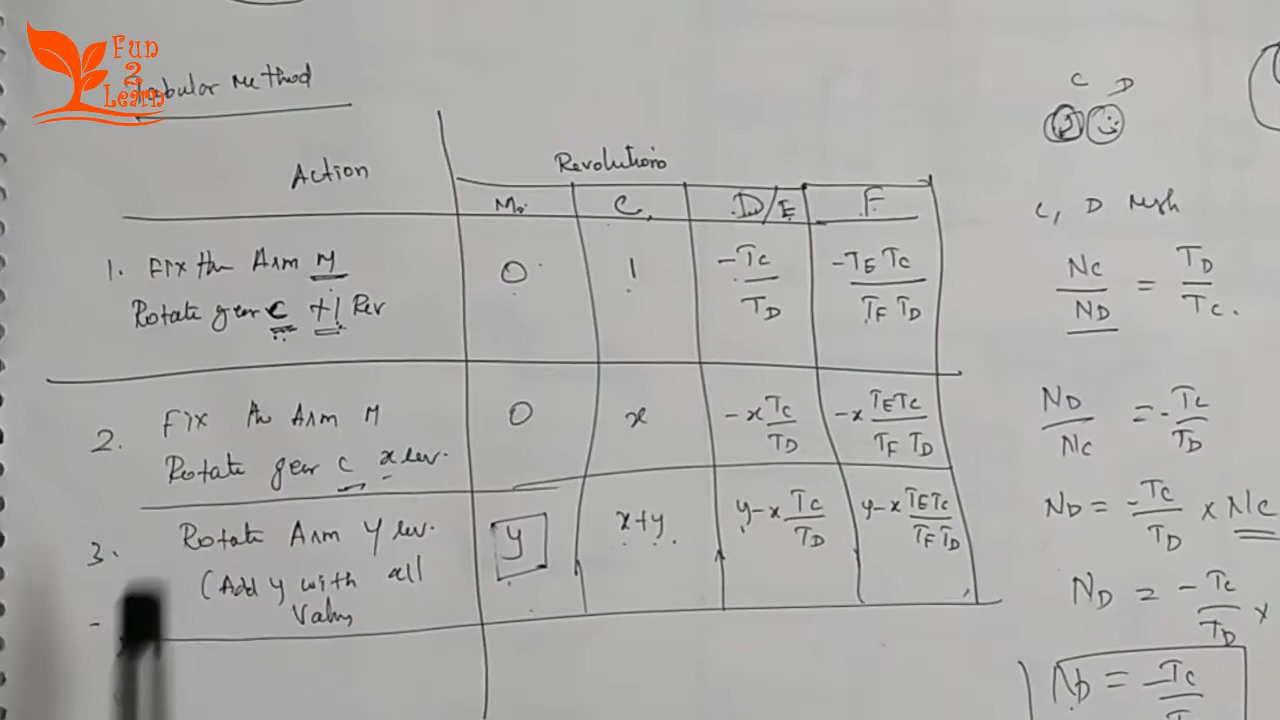 Fun
2
Learn
Tabular Method
Action
Revolutions
M. C, D/E F
1. Fix the Arm M
Rotate gear C +1 Rev
0 1 -TC/TD -TE TC/TF TD
2. Fix the Arm M
Rotate gear C x rev.
0 x -x TC/TD -x TE TC/TF TD
3. Rotate Arm y rev.
(Add y with all
Values
y x+y y-x TC/TD y-x TE TC/TF TD
C D
C, D mesh
NC/ND = TD/TC.
ND/NC = -TC/TD
ND = -TC/TD × NC
ND = -TC/TD ×
ND = -TC